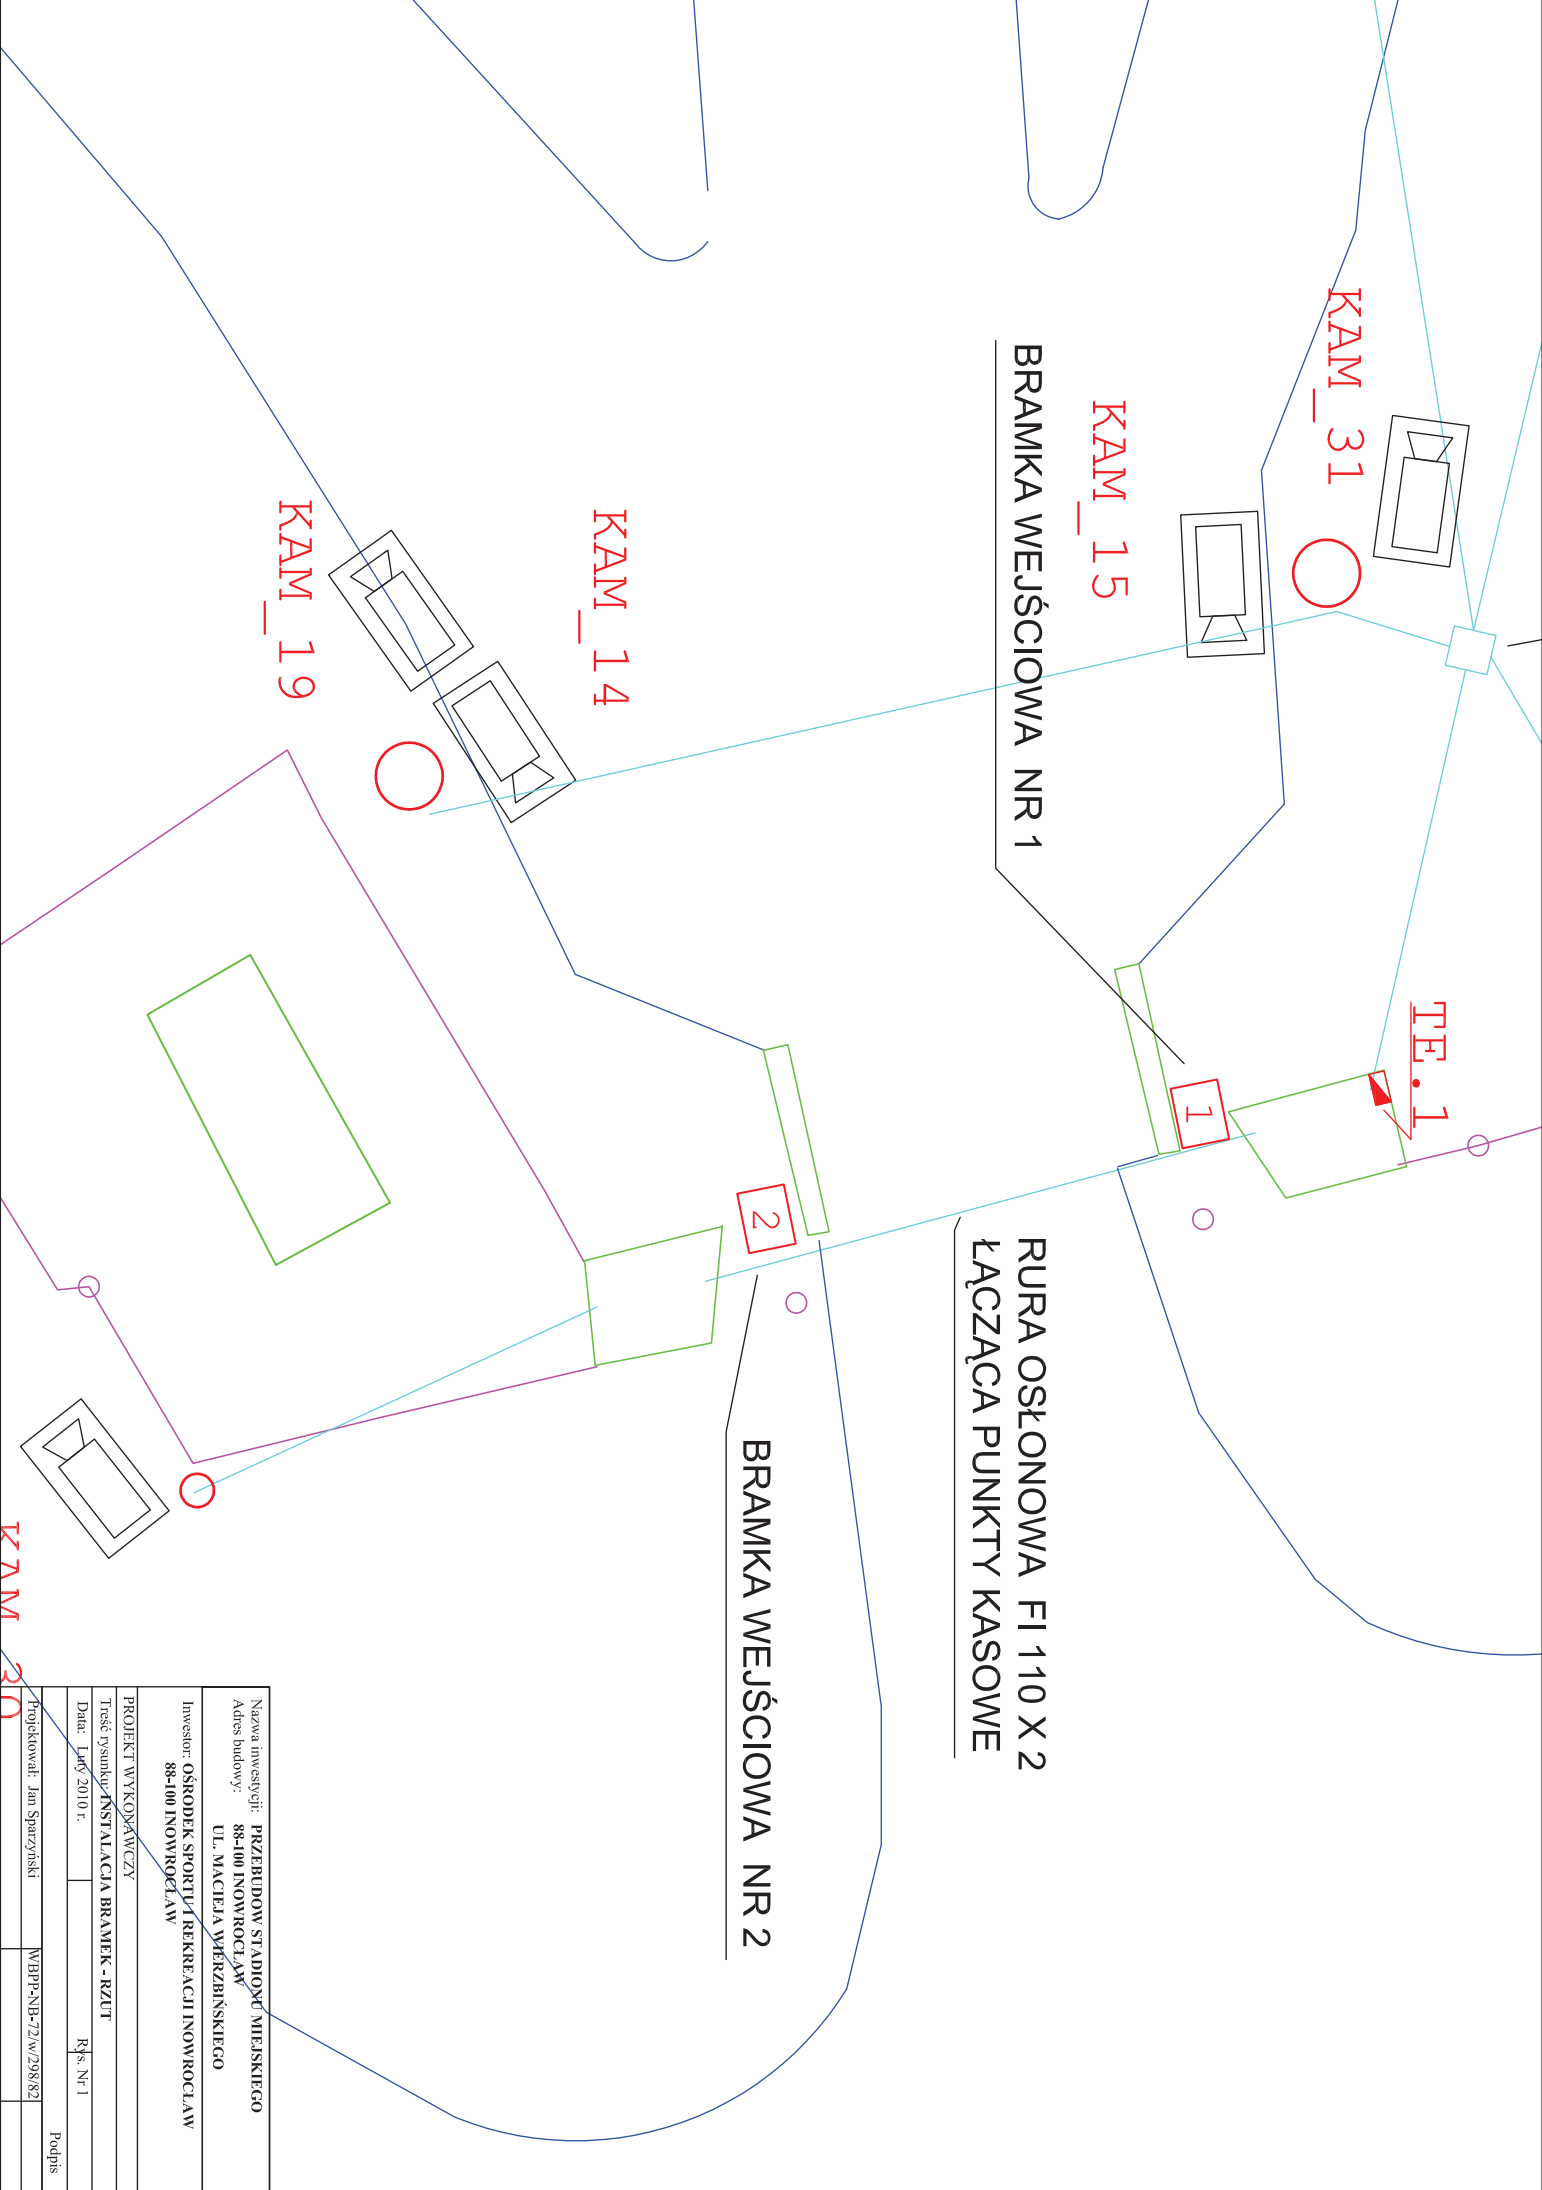 KAM_31
KAM_15
BRAMKA WEJŚCIOWA NR 1
KAM_14
KAM_19
TE.1
1
2
RURA OSŁONOWA FI 110 X 2
ŁĄCZĄCA PUNKTY KASOWE
BRAMKA WEJŚCIOWA NR 2
KAM_30
Nazwa inwestycji: PRZEBUDOW STADIONU MIEJSKIEGO
Adres budowy: 88-100 INOWROCŁAW
UL. MACIEJA WIERZBIŃSKIEGO
Inwestor: OŚRODEK SPORTU I REKREACJI INOWROCŁAW
88-100 INOWROCŁAW
PROJEKT WYKONAWCZY
Treść rysunku: INSTALACJA BRAMEK - RZUT
Data: Luty 2010 r. Rys. Nr 1
Podpis
Projektował: Jan Sparzyński WBPP-NB-72/w/298/82